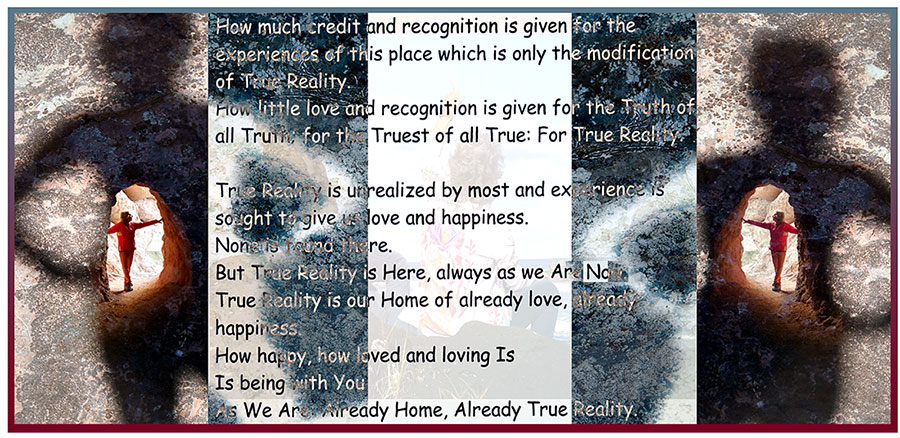 How much credit and recognition is given for the
experiences of this place which is only the modification
of True Reality.
How little love and recognition is given for the Truth of
all Truth; for the Truest of all True: For True Reality.
True Reality is unrealized by most and experience is
sought to give us love and happiness.
None is found there.
But True Reality is Here, always as we Are
True Reality is our Home of already love, already
happiness.
How happy, how loved and loving Is
Is being with You
As We Are Already Home, Already True Reality.